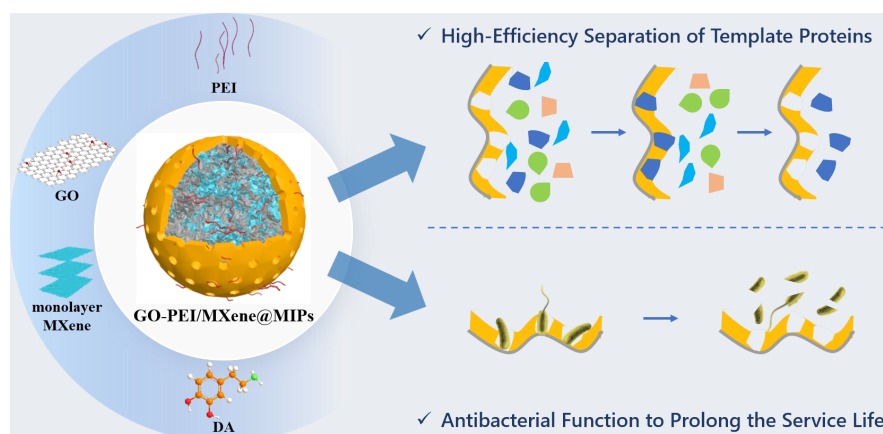 ✓ High-Efficiency Separation of Template Proteins
PEI
GO
monolayer
MXene
GO-PEI/MXene@MIPs
DA
✓ Antibacterial Function to Prolong the Service Life